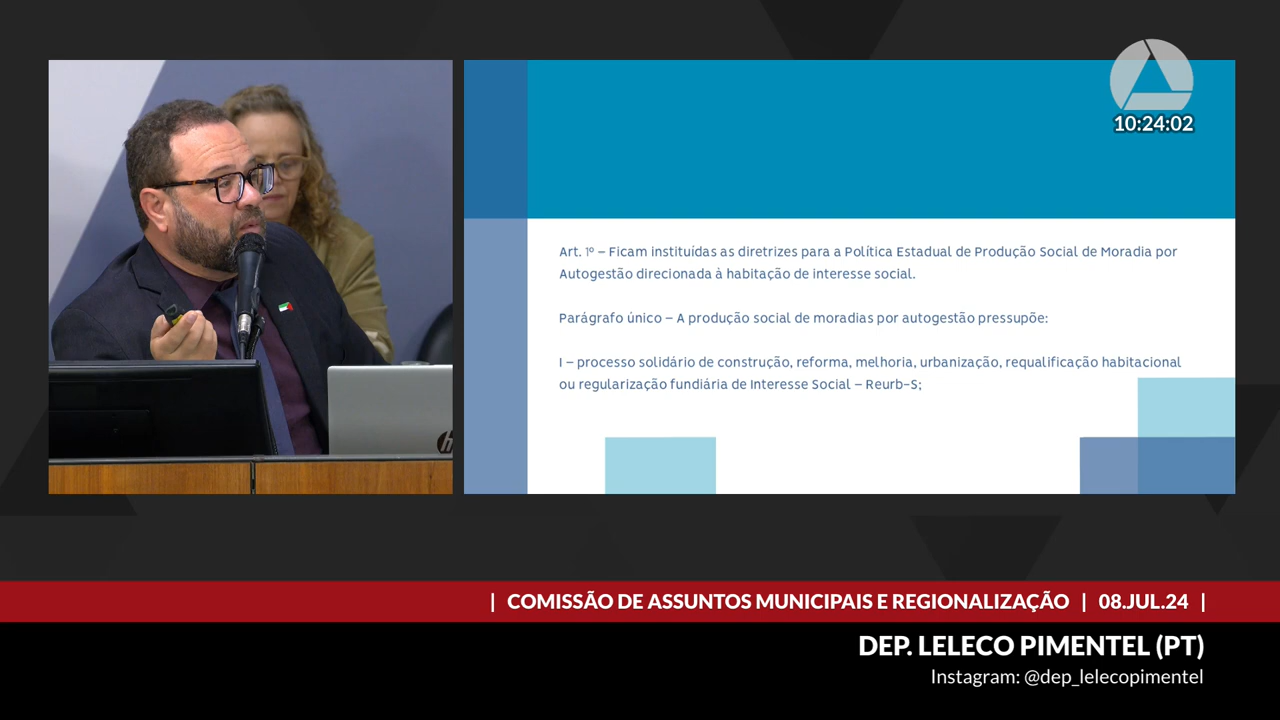 10:24:02
Art. 1º – Ficam instituídas as diretrizes para a Política Estadual de Produção Social de Moradia por
Autogestão direcionada à habitação de interesse social.
Parágrafo único – A produção social de moradias por autogestão pressupõe:
I – processo solidário de construção, reforma, melhoria, urbanização, requalificação habitacional
ou regularização fundiária de Interesse Social – Reurb-S;
hp
| COMISSÃO DE ASSUNTOS MUNICIPAIS E REGIONALIZAÇÃO | 08.JUL.24 |
DEP. LELECO PIMENTEL (PT)
Instagram: @dep_lelecopimentel